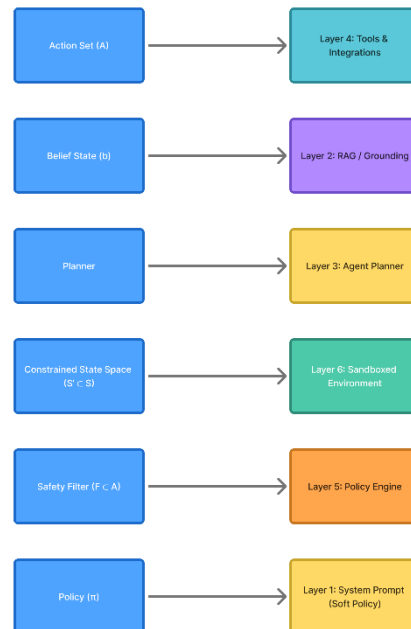 Action Set (A)
Layer 4: Tools &
Integrations
Belief State (b)
Layer 2: RAG / Grounding
Planner
Layer 3: Agent Planner
Constrained State Space
(S' ⊂ S)
Layer 6: Sandboxed
Environment
Safety Filter (F ⊂ A)
Layer 5: Policy Engine
Policy (π)
Layer 1: System Prompt
(Soft Policy)